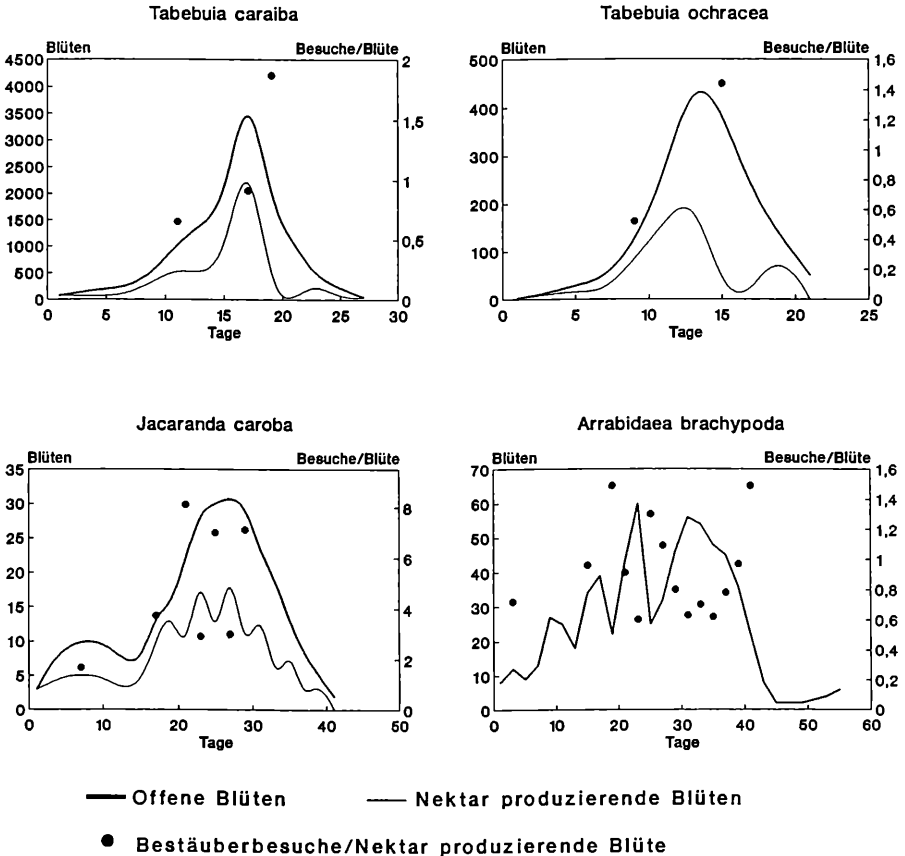 Tabebuia caraiba
Tabebuia ochracea
Blüten Besuche/Blüte
4500 2
4000
3500 1,5
3000
2500
2000 1
1500
1000 0,5
500
0 0
0 5 10 15 20 25 30
Tage
Blüten Besuche/Blüte
500 1,6
1,4
400 1,2
300 1
0,8
200 0,6
100 0,4
0,2
0 0
0 5 10 15 20 25
Tage
Jacaranda caroba
Arrabidaea brachypoda
Blüten Besuche/Blüte
35
30 8
25
20 6
15 4
10
5 2
0 0
0 10 20 30 40 50
Tage
Blüten Besuche/Blüte
70 1,6
60 1,4
50 1,2
40 1
30 0,8
0,6
20 0,4
10 0,2
0 0
0 10 20 30 40 50 60
Tage
Offene Blüten Nektar produzierende Blüten
Bestäuberbesuche/Nektar produzierende Blüte